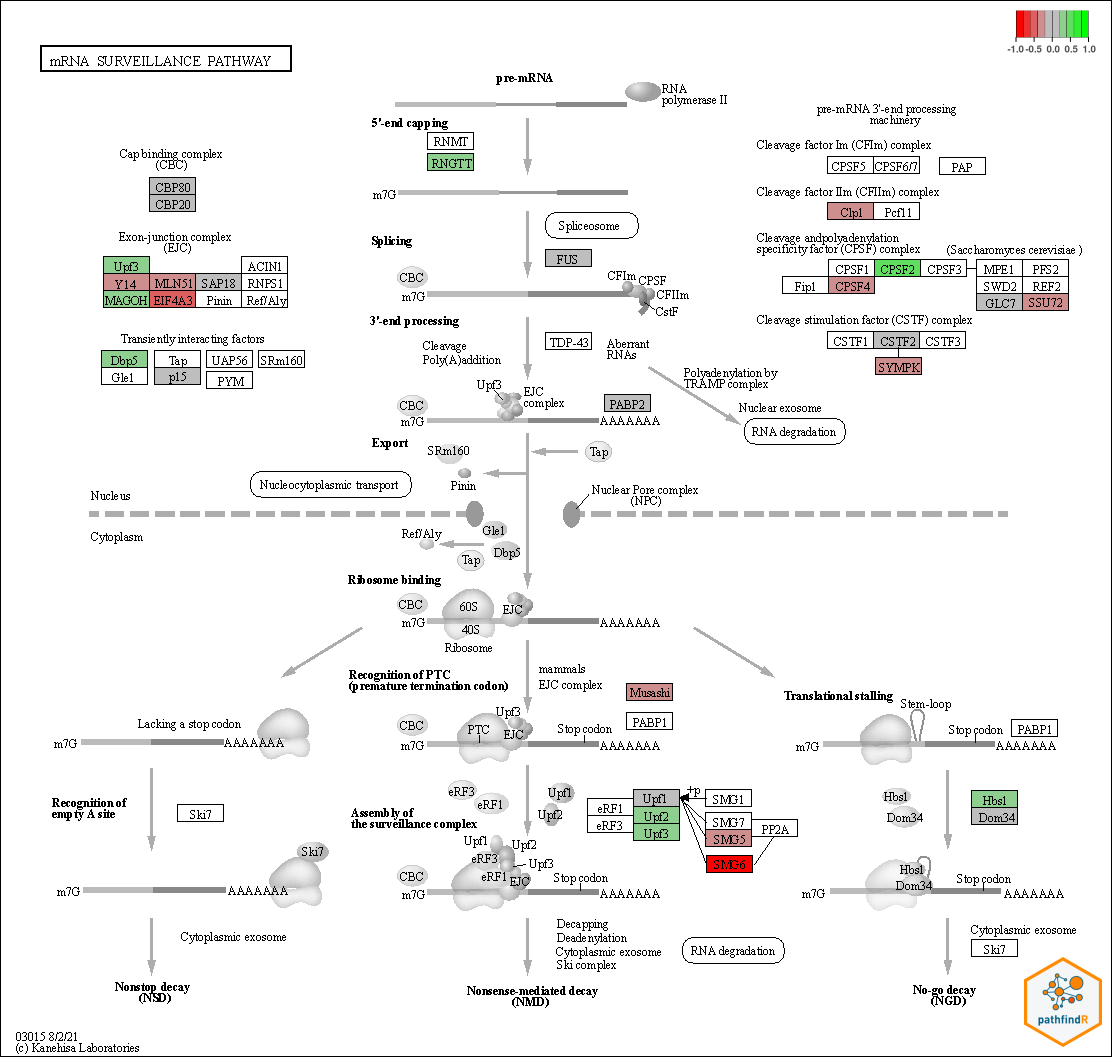 -1.0 -0.5 0.0 0.5 1.0
mRNA SURVEILLANCE PATHWAY
pre-mRNA
RNA
polymerase II
5'-end capping
RNMT
RNGTT
m7G
pre-mRNA 3'-end processing
machinery
Cleavage factor Im (CFIm) complex
CPSF5 CPSF6/7 PAP
Cleavage factor IIm (CFIIm) complex
Clp1 Pcf11
Cleavage andpolyadenylation
specificity factor (CPSF) complex
(Saccharomyces cerevisiae )
CPSF1 CPSF2 CPSF3 MPE1 PFS2
Fip1 CPSF4 SWD2 REF2
GLC7 SSU72
Cleavage stimulation factor (CSTF) complex
CSTF1 CSTF2 CSTF3
SYMPK
Cap binding complex
(CBC)
CBP80
CBP20
Exon-junction complex
(EJC)
Upf3 ACIN1
Y14 MLN51 SAP18 RNPS1
MAGOH EIF4A3 Pinin Ref/Aly
Transiently interacting factors
Dbp5 Tap UAP56 SRm160
Gle1 p15 PYM
Spliceosome
Splicing
FUS
CBC
m7G
CFIm CPSF
CFIIm
CstF
3'-end processing
Cleavage
Poly(A)addition
TDP-43
Aberrant
RNAs
Polyadenylation by
TRAMP complex
Nuclear exosome
RNA degradation
Upf3
EJC
complex
PABP2
CBC
m7G
AAAAAAA
Export
SRm160
Tap
Pinin
Nucleocytoplasmic transport
Nucleus
Nuclear Pore complex
(NPC)
Cytoplasm
Ref/Aly
Gle1
Dbp5
Tap
Ribosome binding
CBC
m7G
60S
40S
EJC
AAAAAAA
Ribosome
Recognition of PTC
(premature termination codon)
mammals
EJC complex
Musashi
PABP1
Translational stalling
Stem-loop
Lacking a stop codon
m7G
AAAAAAA
CBC
m7G
PTC
Upf3
EJC
Stop codon
AAAAAAA
m7G
Stop codon
PABP1
AAAAAAA
Recognition of
empty A site
Ski7
eRF3
eRF1
Upf1
Upf2
Assembly of
the surveillance complex
eRF1
eRF3
Upf1
Upf2
Upf3
+p
SMG1
SMG7
SMG5
SMG6
PP2A
Hbs1
Dom34
Hbs1
Dom34
Ski7
m7G
AAAAAAA
Upf1
Upf2
eRF3
Upf3
eRF1
EJC
CBC
m7G
Stop codon
AAAAAAA
Hbs1
Dom34
m7G
Stop codon
AAAAAAA
Cytoplasmic exosome
Decapping
Deadenylation
Cytoplasmic exosome
Ski complex
RNA degradation
Cytoplasmic exosome
Ski7
Nonstop decay
(NSD)
Nonsense-mediated decay
(NMD)
No-go decay
(NGD)
pathfindR
03015 8/2/21
(c) Kanehisa Laboratories